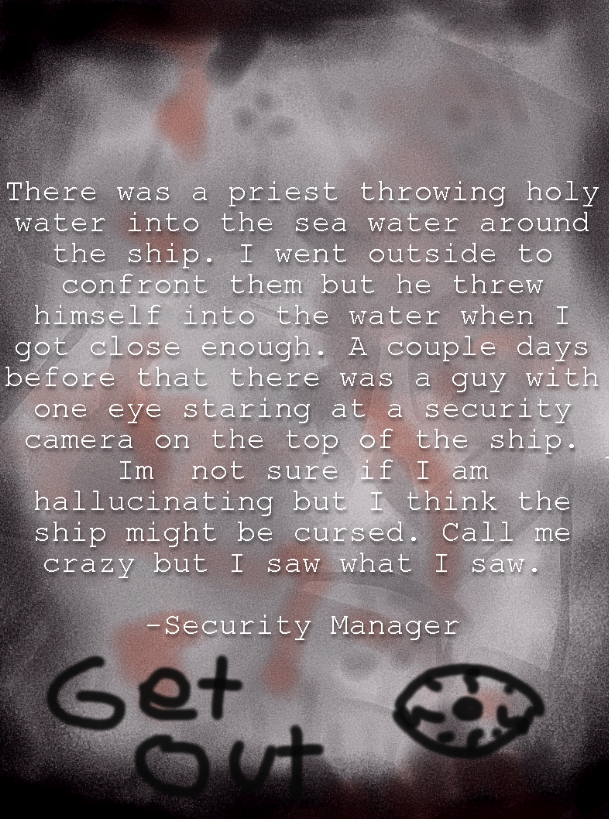 There was a priest throwing holy
water into the sea water around
the ship. I went outside to
confront them but he threw
himself into the water when I
got close enough. A couple days
before that there was a guy with
one eye staring at a security
camera on the top of the ship.
Im  not sure if I am
hallucinating but I think the
ship might be cursed. Call me
crazy but I saw what I saw.
-Security Manager
Get
Out